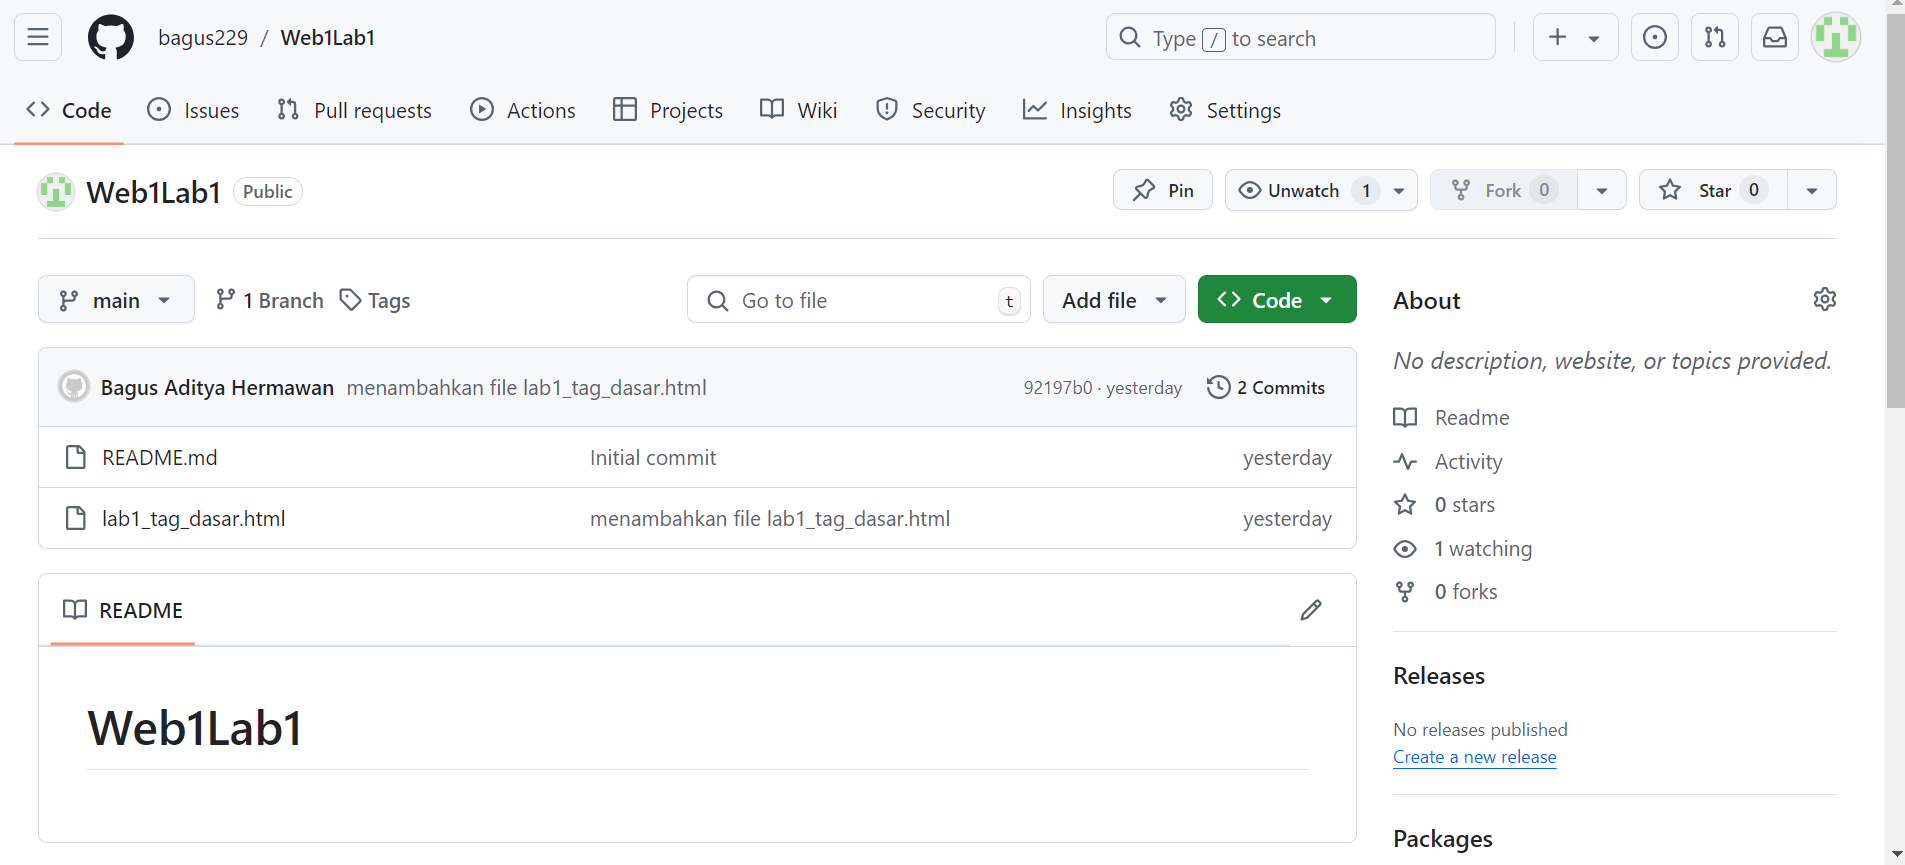 bagus229 / Web1Lab1
Type / to search
Code Issues Pull requests Actions Projects Wiki Security Insights Settings
Web1Lab1 Public
Pin Unwatch 1 Fork 0 Star 0
main 1 Branch Tags Go to file t Add file Code
About
No description, website, or topics provided.
Bagus Aditya Hermawan menambahkan file lab1_tag_dasar.html 92197b0 · yesterday 2 Commits
README.md Initial commit yesterday
lab1_tag_dasar.html menambahkan file lab1_tag_dasar.html yesterday
Readme
Activity
0 stars
1 watching
0 forks
README
Web1Lab1
Releases
No releases published
Create a new release
Packages